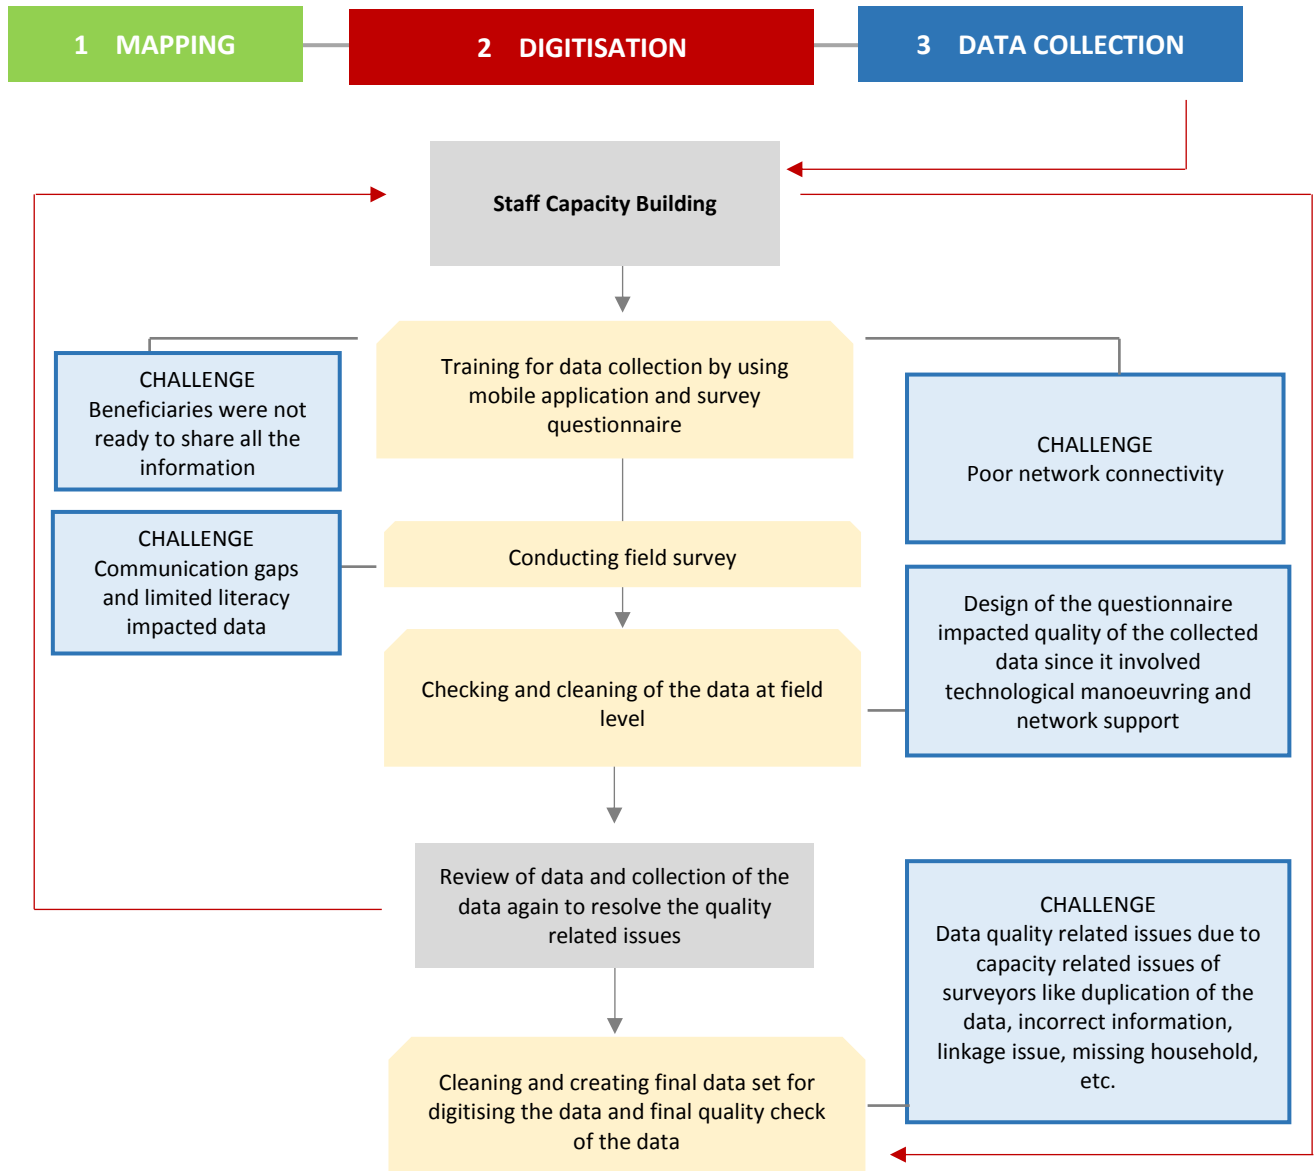 1 MAPPING
2 DIGITISATION
3 DATA COLLECTION
Staff Capacity Building
Training for data collection by using
mobile application and survey
questionnaire
CHALLENGE
Beneficiaries were not
ready to share all the
information
CHALLENGE
Poor network connectivity
CHALLENGE
Communication gaps
and limited literacy
impacted data
Conducting field survey
Design of the questionnaire
impacted quality of the collected
data since it involved
technological manoeuvring and
network support
Checking and cleaning of the data at field
level
Review of data and collection of the
data again to resolve the quality
related issues
CHALLENGE
Data quality related issues due to
capacity related issues of
surveyors like duplication of the
data, incorrect information,
linkage issue, missing household,
etc.
Cleaning and creating final data set for
digitising the data and final quality check
of the data